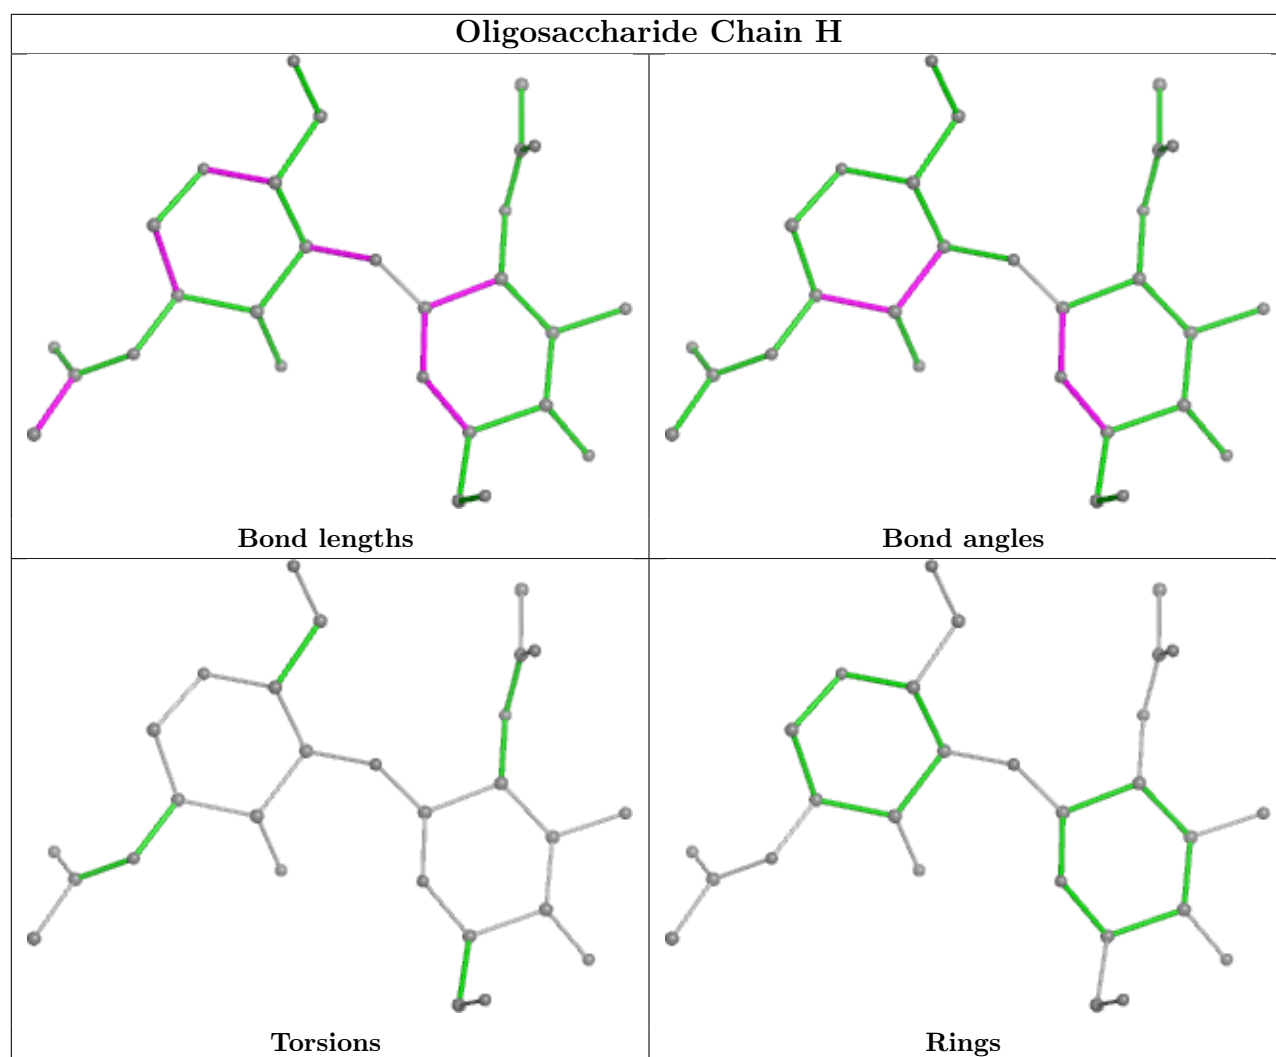 Oligosaccharide Chain H
Bond lengths
Bond angles
Torsions
Rings